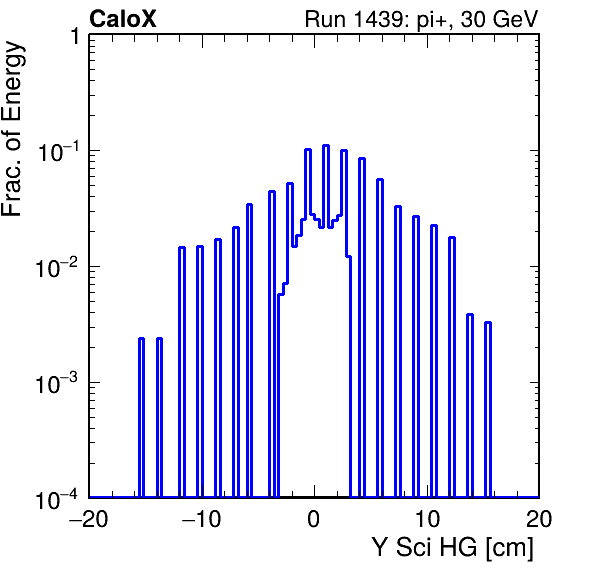 CaloX Run 1439: pi+, 30 GeV
Frac. of Energy
1
10⁻¹
10⁻²
10⁻³
10⁻⁴
−20 −10 0 10 20
Y Sci HG [cm]